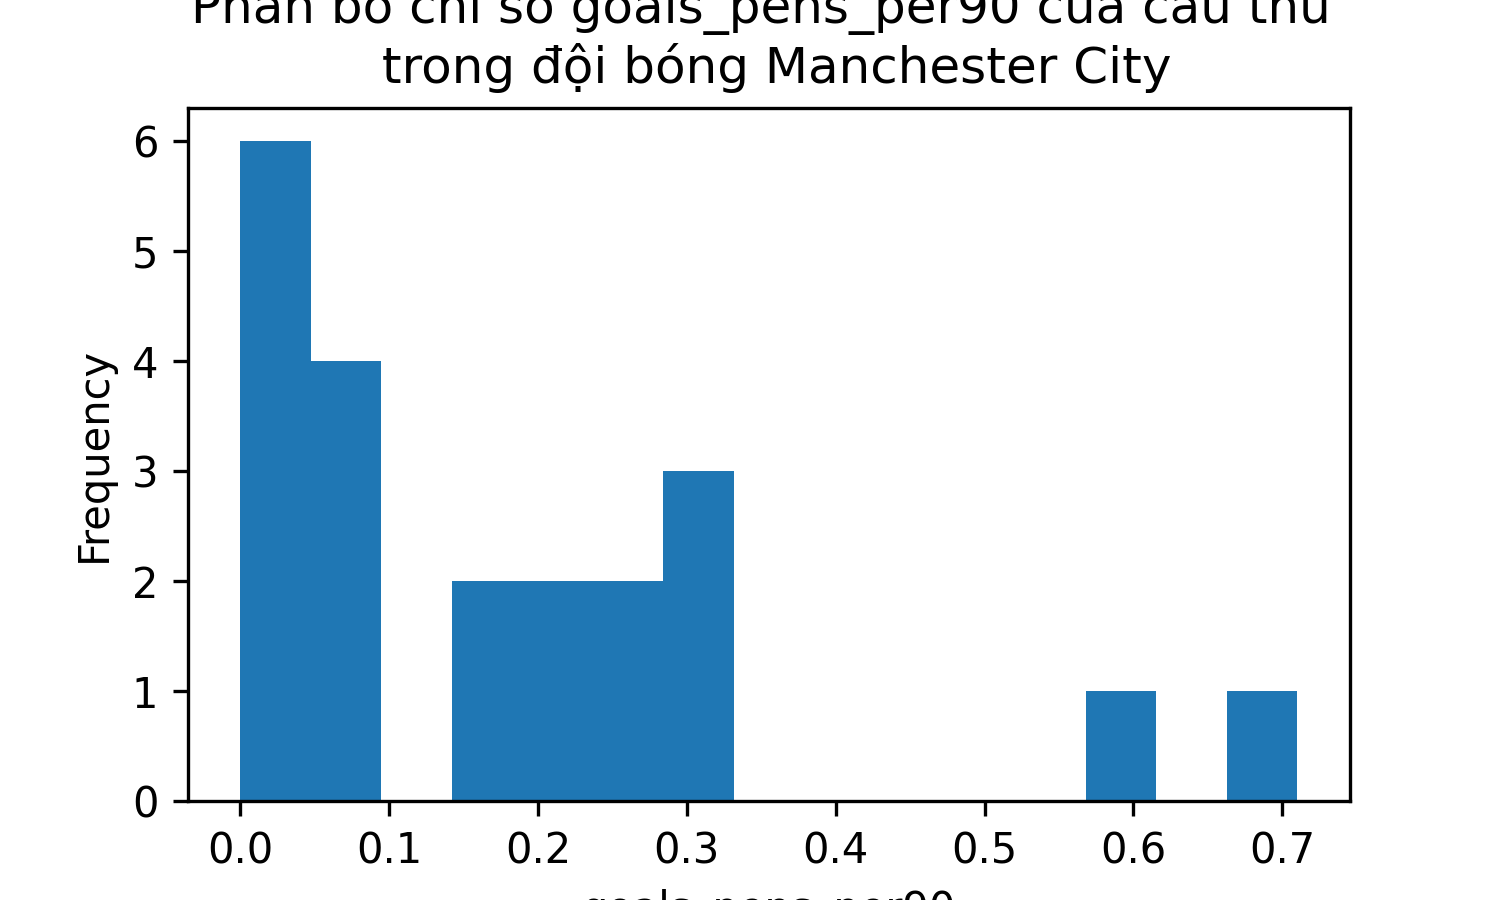 Phân bố chỉ số goals_pens_per90 của cầu thủ
trong đội bóng Manchester City
6
5
4
3
2
1
0
Frequency
0.0 0.1 0.2 0.3 0.4 0.5 0.6 0.7
goals_pens_per90